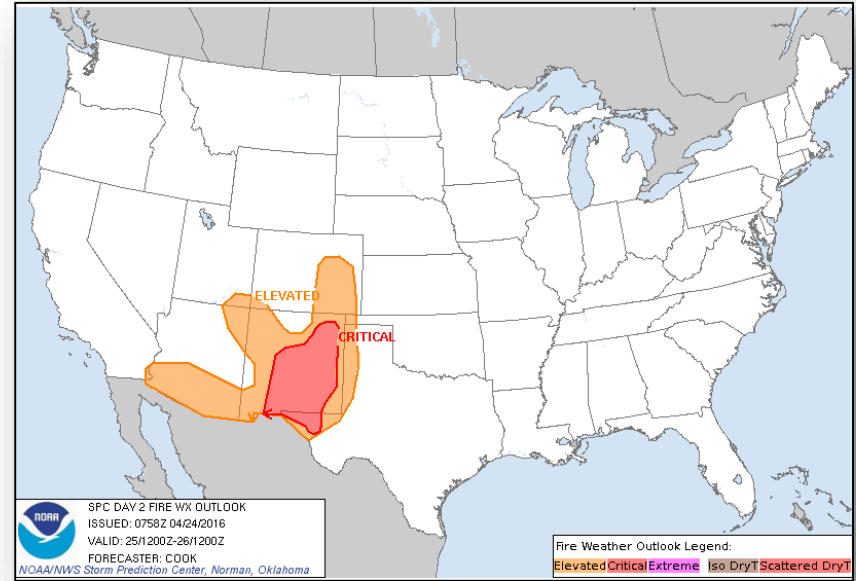 ELEVATED
CRITICAL
NOAA
SPC DAY 2 FIRE WX OUTLOOK
ISSUED: 0758Z 04/24/2016
VALID: 25/1200Z-26/1200Z
FORECASTER: COOK
NOAA/NWS Storm Prediction Center, Norman, Oklahoma
Fire Weather Outlook Legend:
Elevated Critical Extreme Iso DryT Scattered DryT